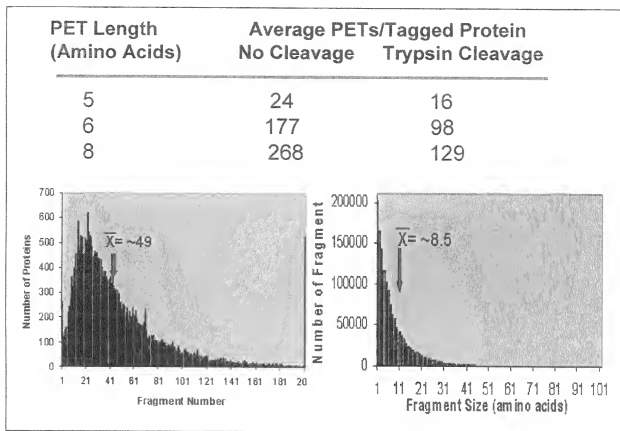 PET Length Average PETs/Tagged Protein
(Amino Acids) No Cleavage Trypsin Cleavage
5 24 16
6 177 98
8 268 129
700
600
500
400
300
200
100
0
Number of Proteins
X̅= ~49
1 21 41 61 81 101 121 141 161 181 20
Fragment Number
200000
150000
100000
50000
0
Number of Fragment
X̅= ~8.5
1 11 21 31 41 51 61 71 81 91 101
Fragment Size (amino acids)